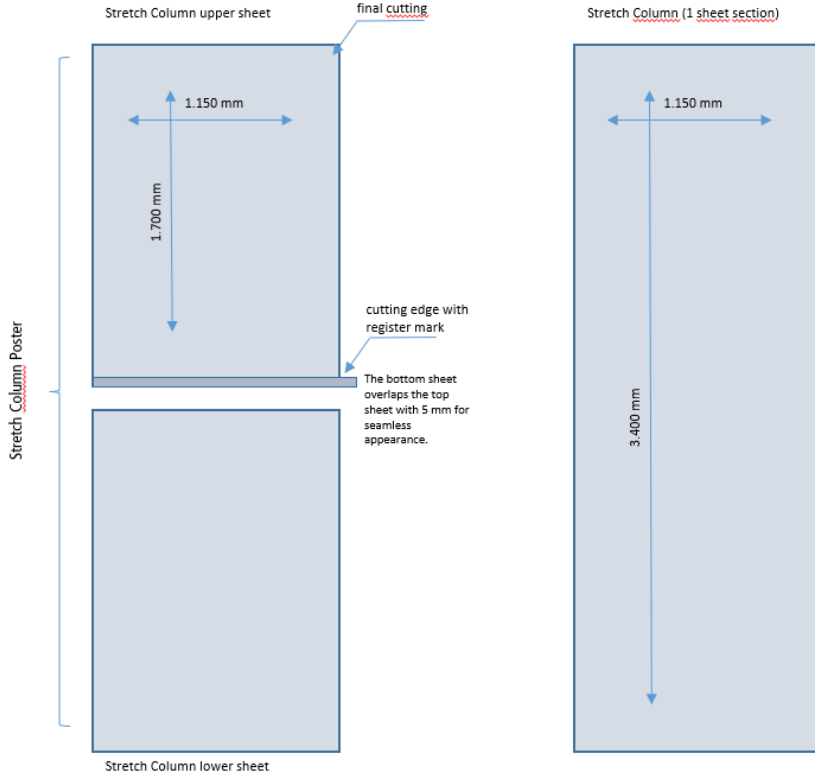 Stretch Column upper sheet
final cutting
Stretch Column (1 sheet section)
1.150 mm
1.150 mm
1.700 mm
cutting edge with
register mark
Stretch Column Poster
The bottom sheet
overlaps the top
sheet with 5 mm for
seamless
appearance.
3.400 mm
Stretch Column lower sheet